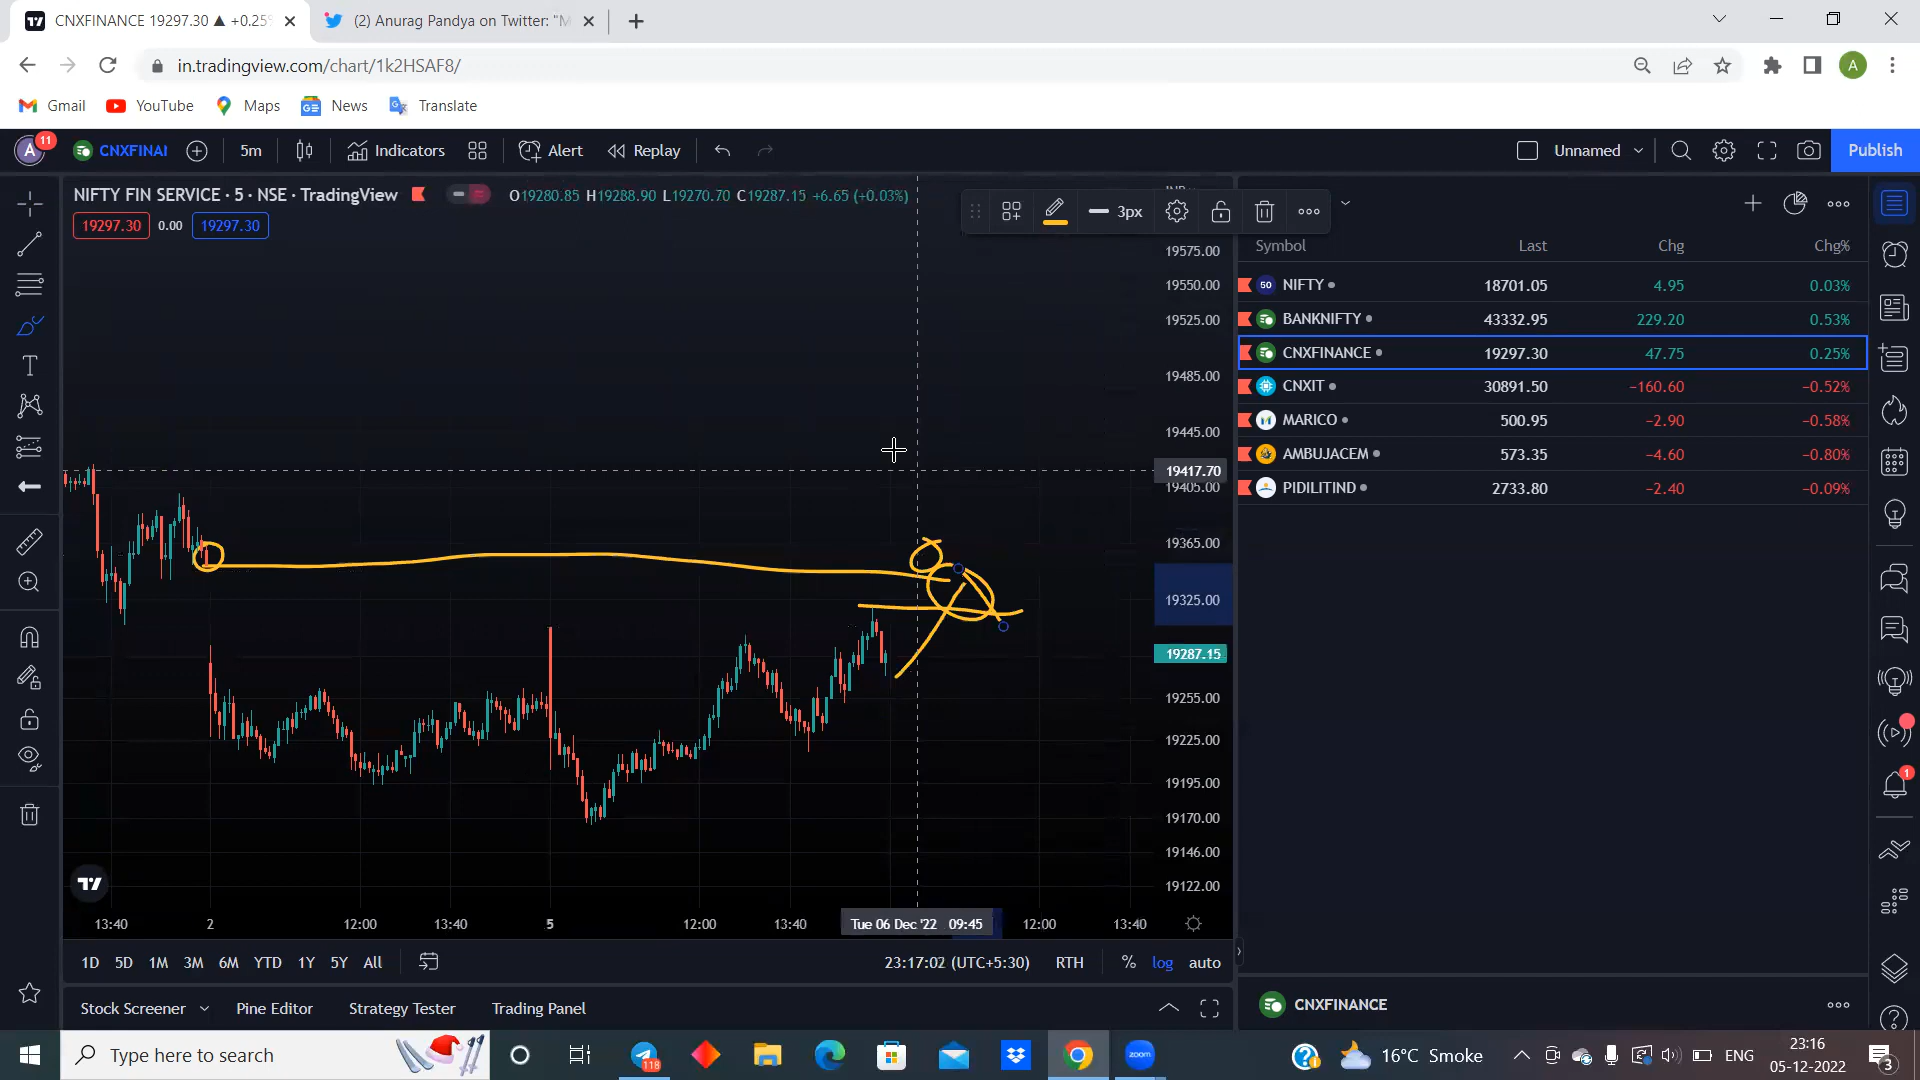 CNXFINANCE 19297.30 ▲ +0.25%
(2) Anurag Pandya on Twitter: "M
in.tradingview.com/chart/1k2HSAF8/
A
Gmail
YouTube
Maps
News
Translate
A
11
CNXFINAI
5m
Indicators
Alert
Replay
Unnamed
Publish
NIFTY FIN SERVICE · 5 · NSE · TradingView
O19280.85 H19288.90 L19270.70 C19287.15 +6.65 (+0.03%)
19297.30
0.00
19297.30
3px
19575.00
19550.00
19525.00
19485.00
19445.00
19417.70
19405.00
19365.00
19325.00
19287.15
19255.00
19225.00
19195.00
19170.00
19146.00
19122.00
13:40
2
12:00
13:40
5
12:00
13:40
Tue 06 Dec '22 09:45
12:00
13:40
1D
5D
1M
3M
6M
YTD
1Y
5Y
All
23:17:02 (UTC+5:30)
RTH
%
log
auto
Stock Screener
Pine Editor
Strategy Tester
Trading Panel
Symbol Last Chg Chg%
50 NIFTY 18701.05 4.95 0.03%
BANKNIFTY 43332.95 229.20 0.53%
CNXFINANCE 19297.30 47.75 0.25%
CNXIT 30891.50 −160.60 −0.52%
MARICO 500.95 −2.90 −0.58%
AMBUJACEM 573.35 −4.60 −0.80%
PIDILITIND 2733.80 −2.40 −0.09%
1
CNXFINANCE
Type here to search
118
zoom
16°C Smoke
ENG
23:16
05-12-2022
3